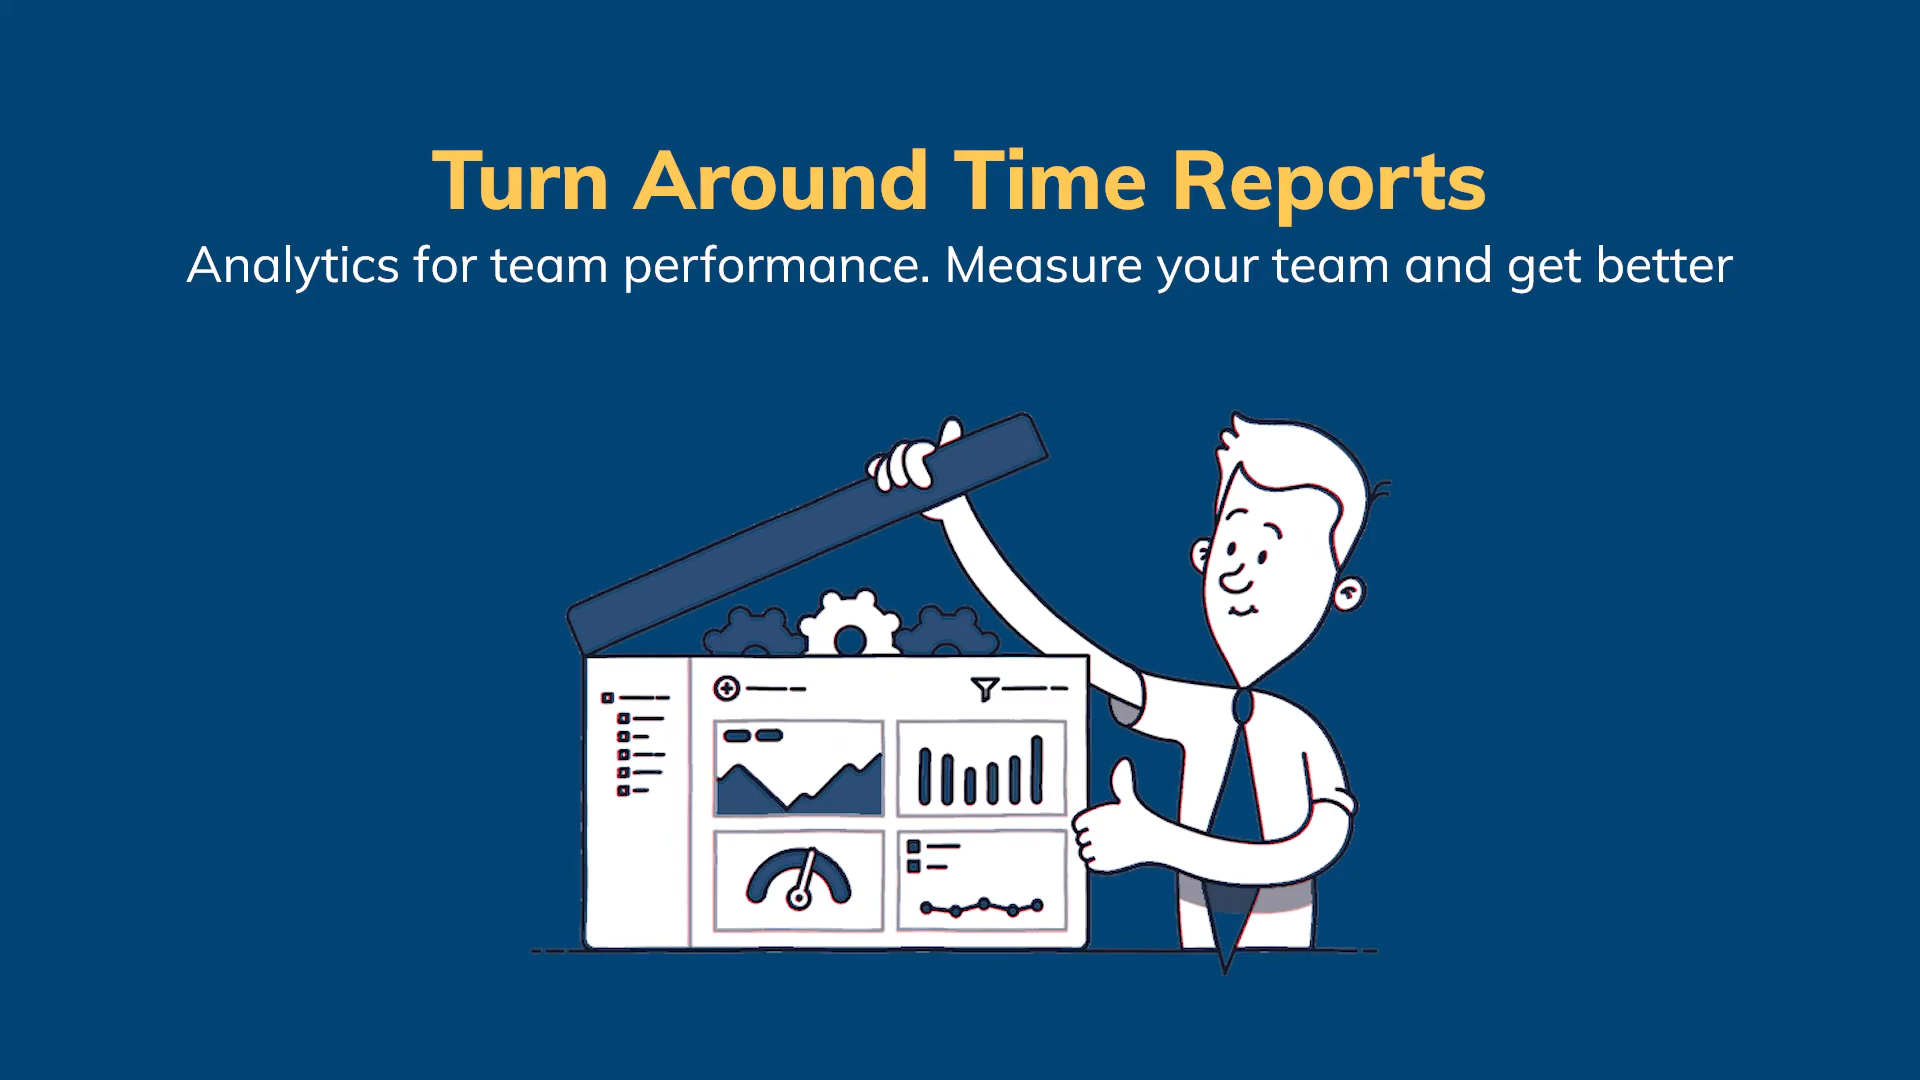 Turn Around Time Reports
Analytics for team performance. Measure your team and get better